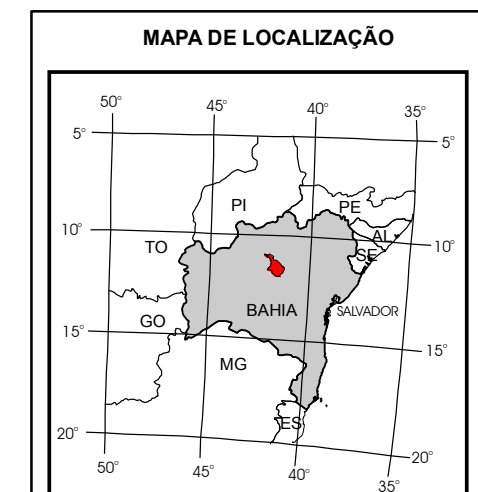 MAPA DE LOCALIZAÇÃO
50° 45° 40° 35°
5° 5°
PI PE
10° AL 10°
TO SE
BAHIA SALVADOR
GO
15° 15°
MG
ES
20° 20°
50° 45° 40° 35°